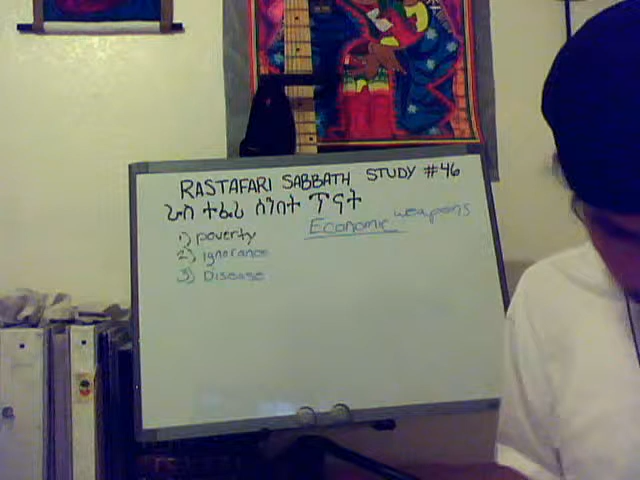 RASTAFARI SABBATH STUDY #46
ራስ ተፈሪ ሰንበት ጥናት
Economic weapons
1) poverty
2) ignorance
3) Disease